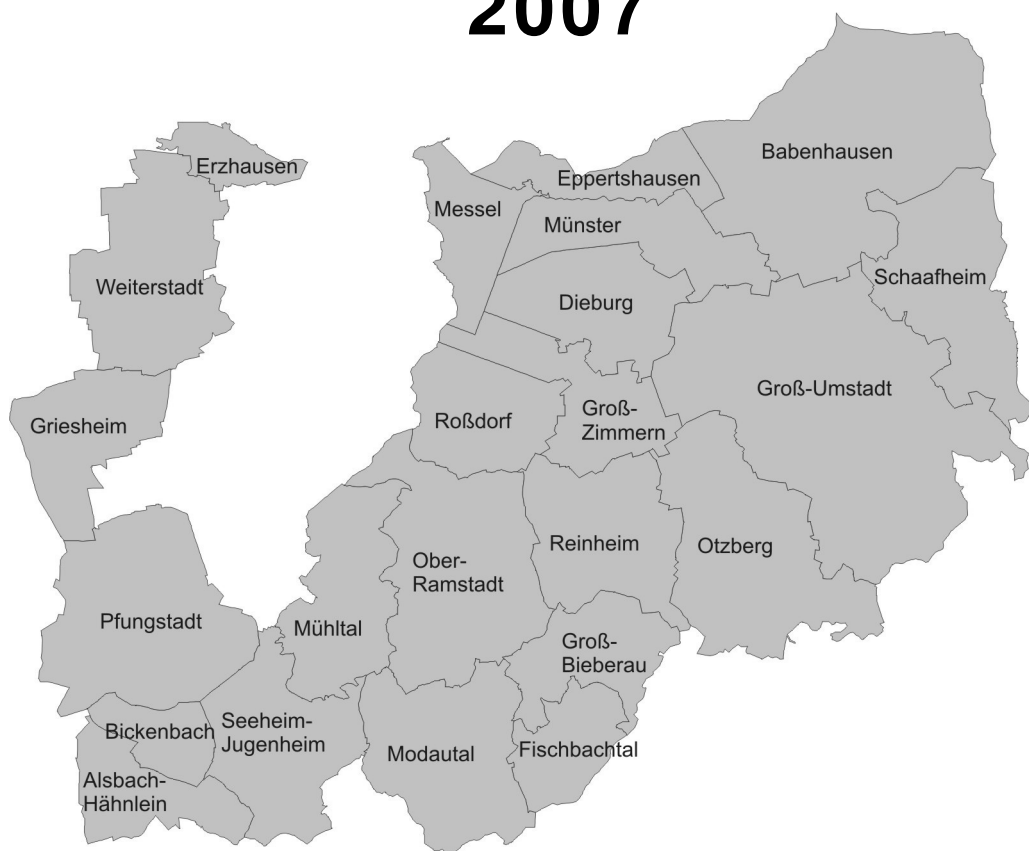 2007
Babenhausen
Erzhausen
Eppertshausen
Messel
Münster
Schaafheim
Weiterstadt
Dieburg
Groß-Umstadt
Griesheim
Roßdorf
Groß-
Zimmern
Reinheim
Otzberg
Ober-
Ramstadt
Pfungstadt
Mühltal
Groß-
Bieberau
Bickenbach
Seeheim-
Jugenheim
Modautal
Fischbachtal
Alsbach-
Hähnlein